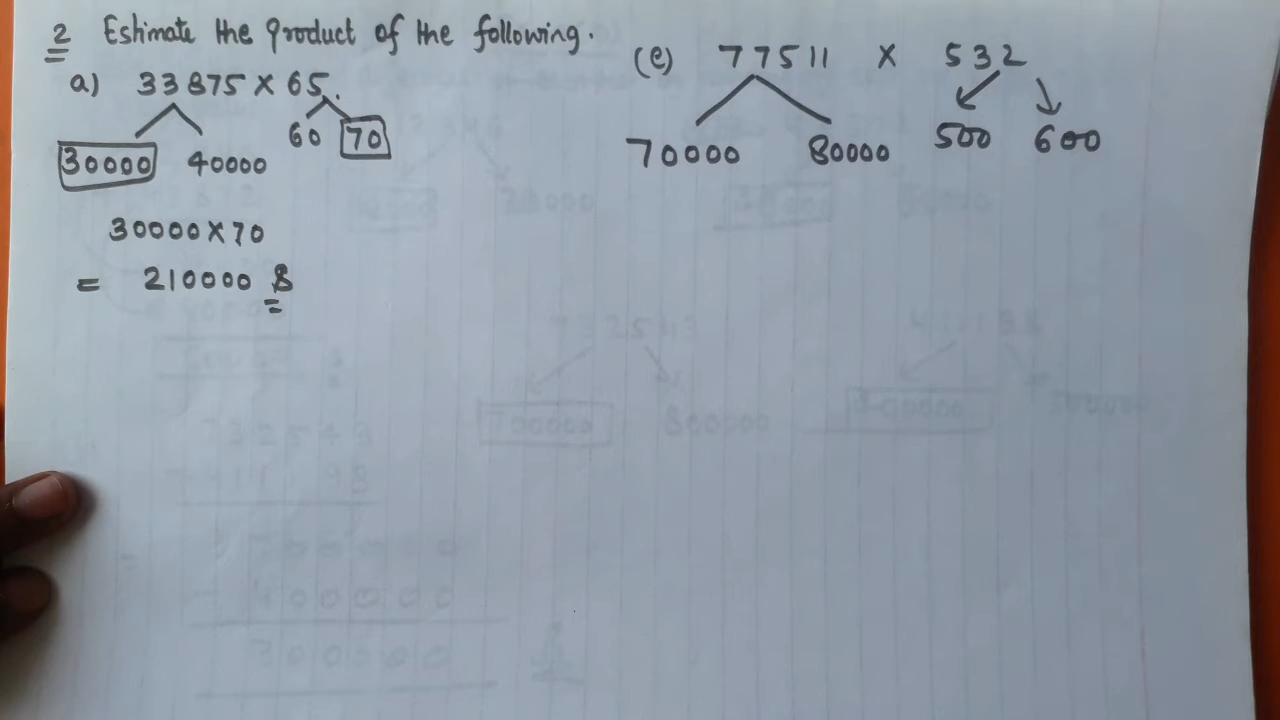 2 Estimate the product of the following.
a) 33875 × 65.
30000 40000 60 70
30000 × 70
= 210000 $
(e) 77511 × 532
70000 80000 500 600